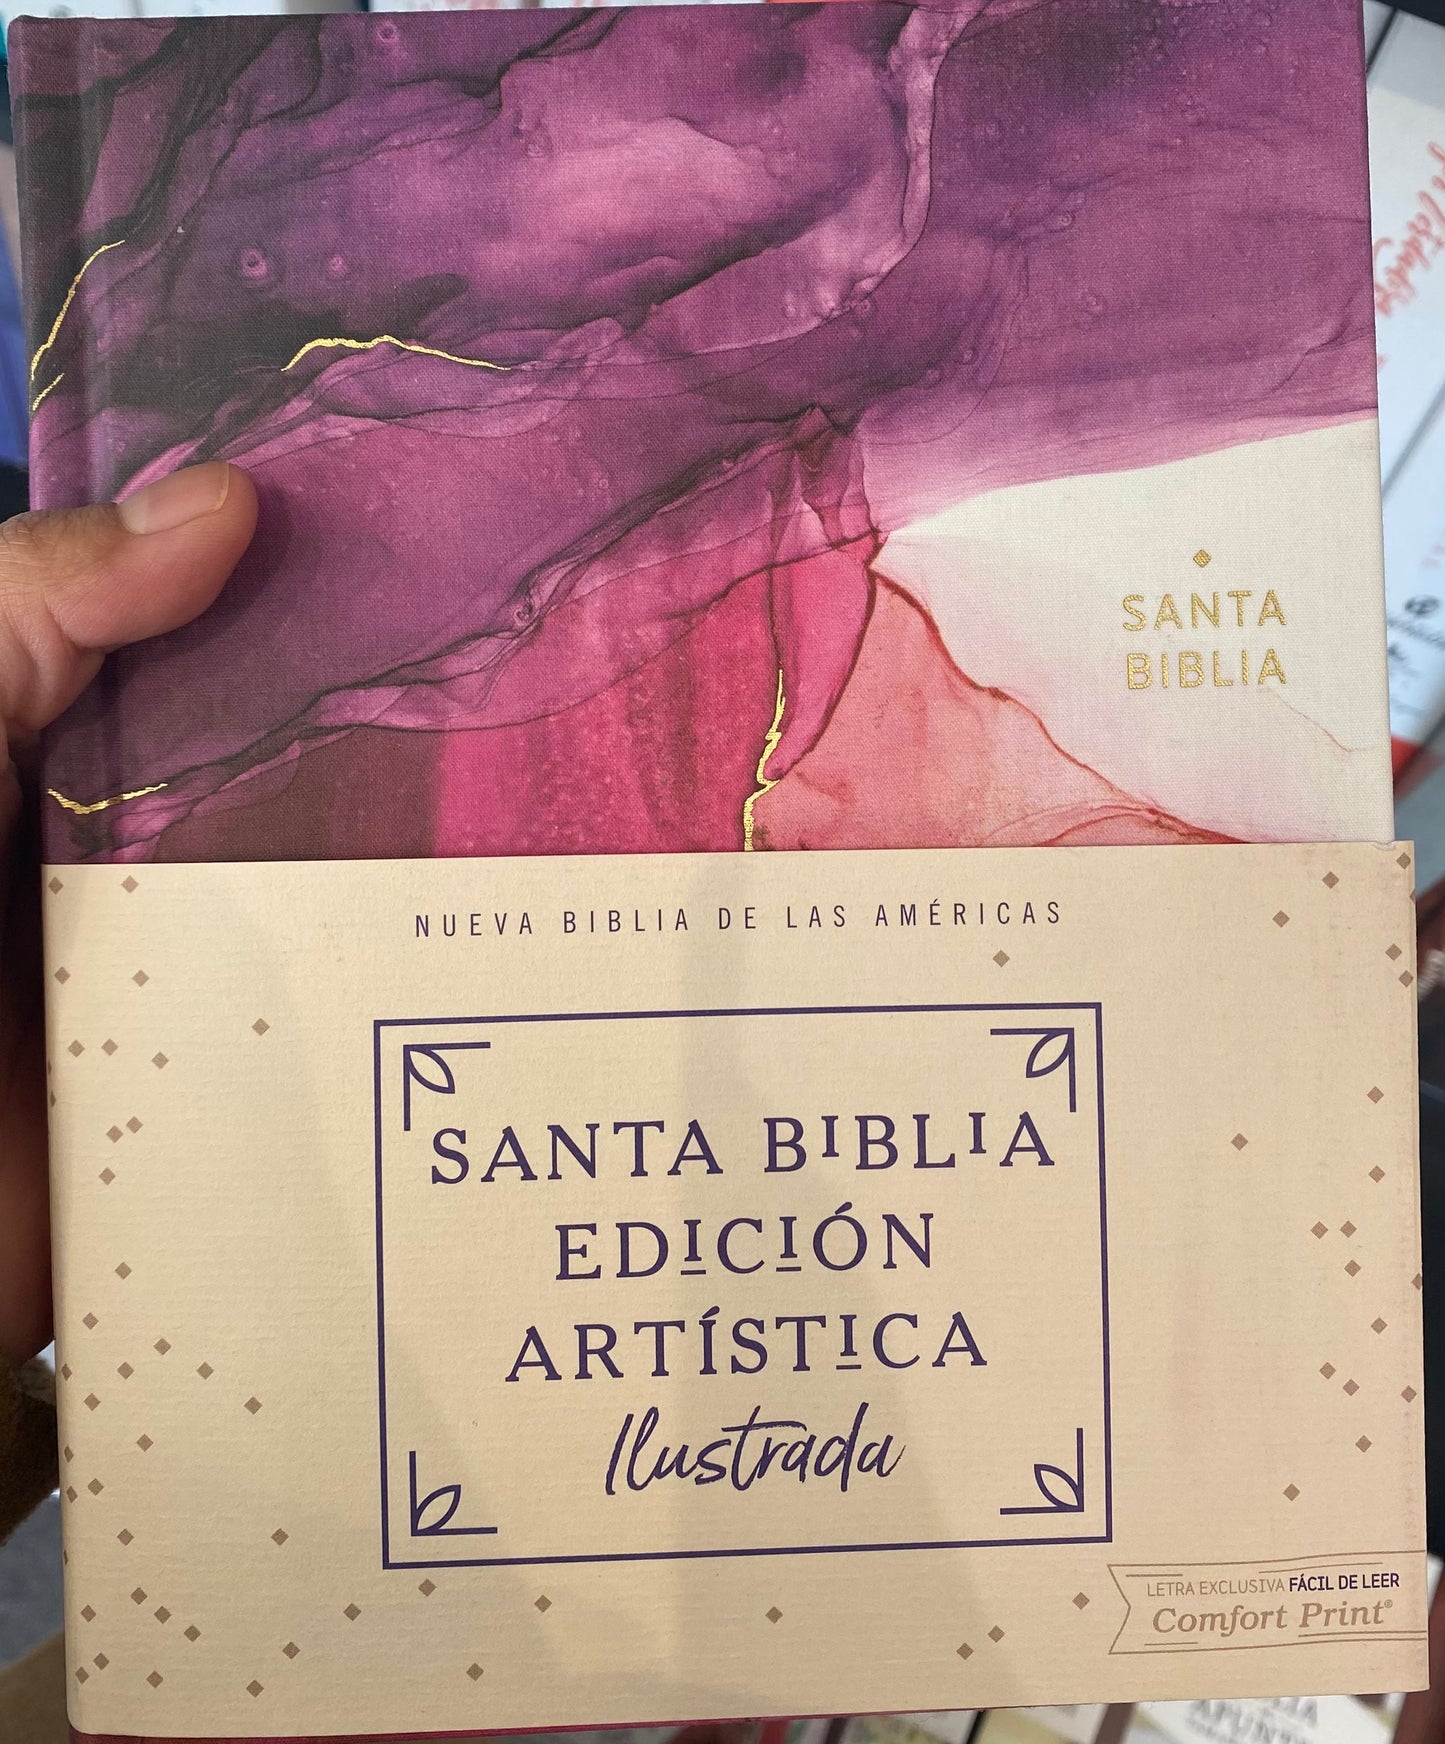 SANTA
BIBLIA
NUEVA BIBLIA DE LAS AMÉRICAS
SANTA BIBLIA
EDICIÓN
ARTÍSTICA
Ilustrada
LETRA EXCLUSIVA FÁCIL DE LEER
Comfort Print®